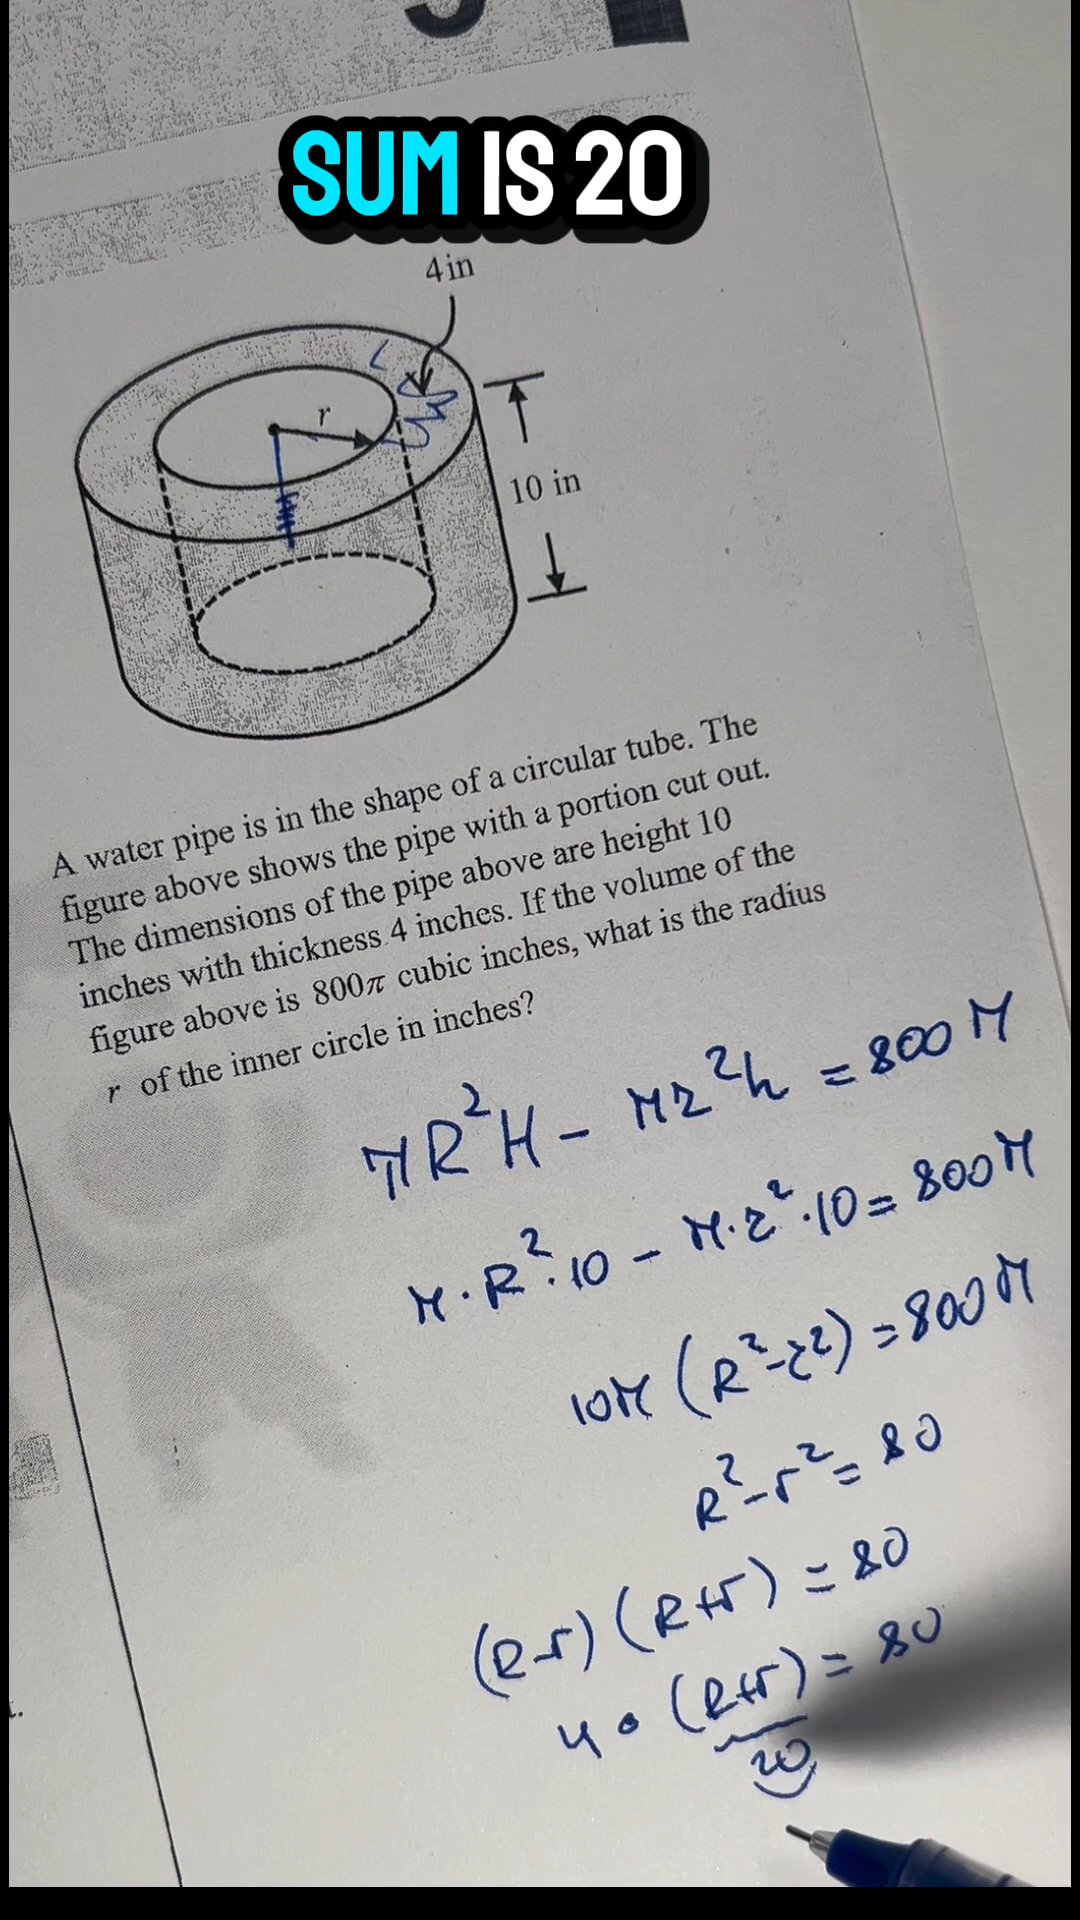 SUM IS 20
4in
r
10 in
A water pipe is in the shape of a circular tube. The
figure above shows the pipe with a portion cut out.
The dimensions of the pipe above are height 10
inches with thickness 4 inches. If the volume of the
figure above is 800π cubic inches, what is the radius
r of the inner circle in inches?
πR²H - πr²h = 800π
π·R²·10 - π·r²·10 = 800π
10π(R²-r²) = 800π
R²-r² = 80
(R-r)(R+r) = 80
4·(R+r) = 80
20